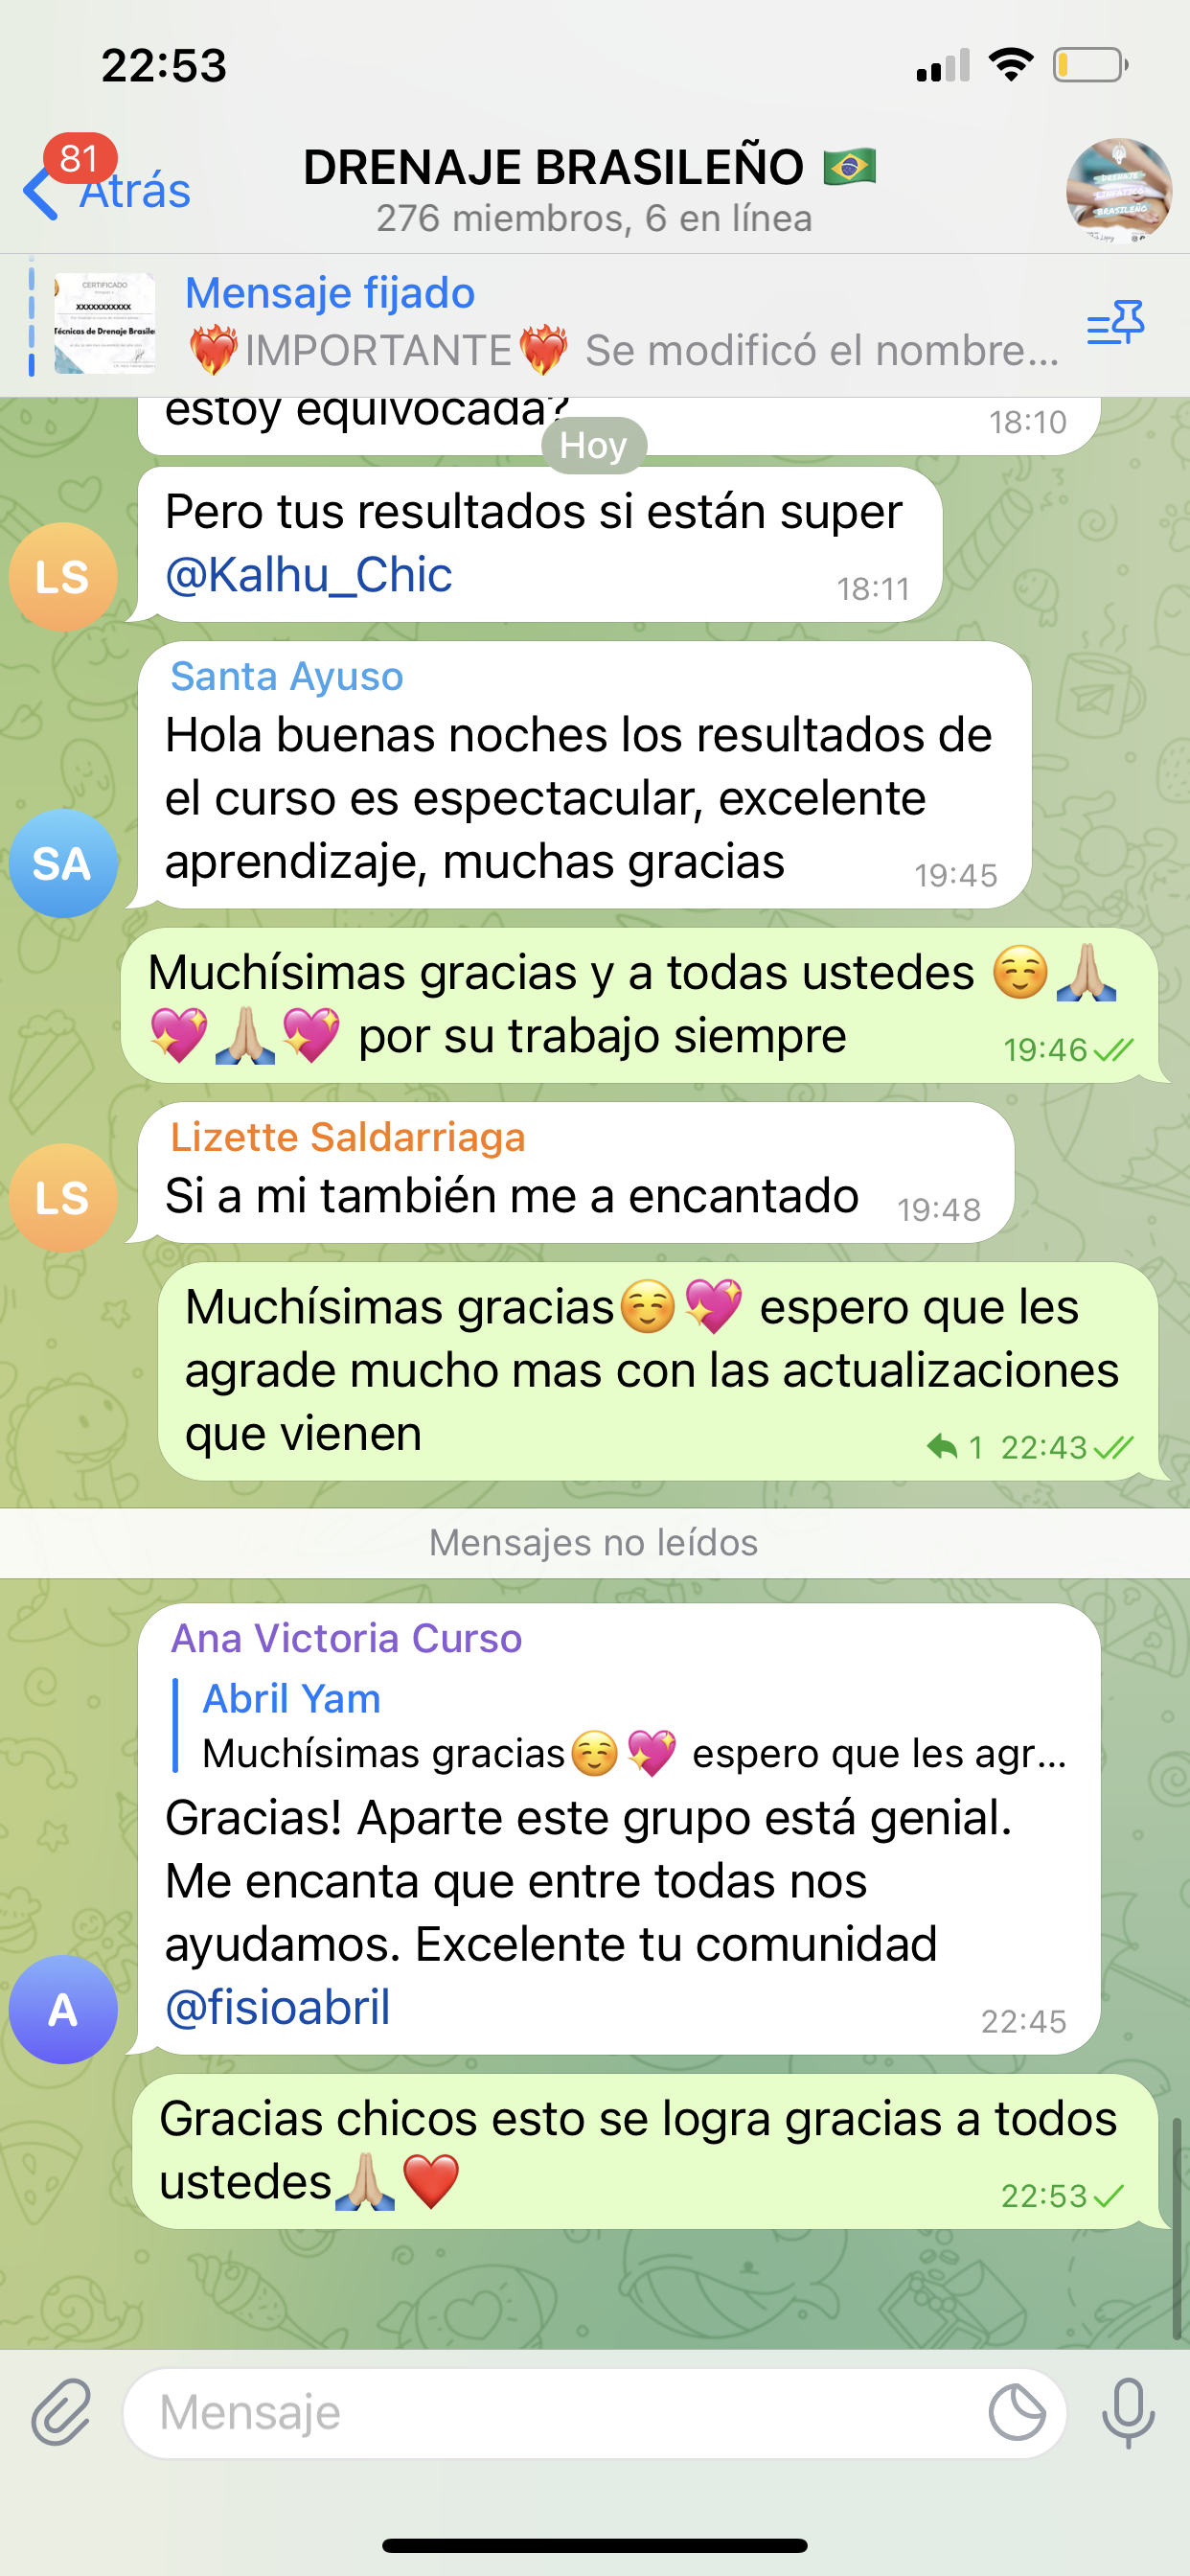 22:53
81
Atrás
DRENAJE BRASILEÑO 🇧🇷
276 miembros, 6 en línea
DRENAJE
LINFÁTICO
BRASILEÑO
CERTIFICADO
XXXXXXXXXXX
Técnicas de Drenaje Brasile
Mensaje fijado
❤️‍🔥IMPORTANTE❤️‍🔥 Se modificó el nombre...
estoy equivocada?
18:10
Hoy
LS
Pero tus resultados si están super
@Kalhu_Chic
18:11
Santa Ayuso
Hola buenas noches los resultados de
el curso es espectacular, excelente
aprendizaje, muchas gracias
19:45
SA
Muchísimas gracias y a todas ustedes ☺️🙏🏼
💖🙏🏼💖 por su trabajo siempre
19:46
Lizette Saldarriaga
Si a mi también me a encantado
19:48
LS
Muchísimas gracias☺️💖 espero que les
agrade mucho mas con las actualizaciones
que vienen
1 22:43
Mensajes no leídos
Ana Victoria Curso
Abril Yam
Muchísimas gracias☺️💖 espero que les agr...
Gracias! Aparte este grupo está genial.
Me encanta que entre todas nos
ayudamos. Excelente tu comunidad
@fisioabril
22:45
A
Gracias chicos esto se logra gracias a todos
ustedes🙏🏼❤️
22:53
Mensaje